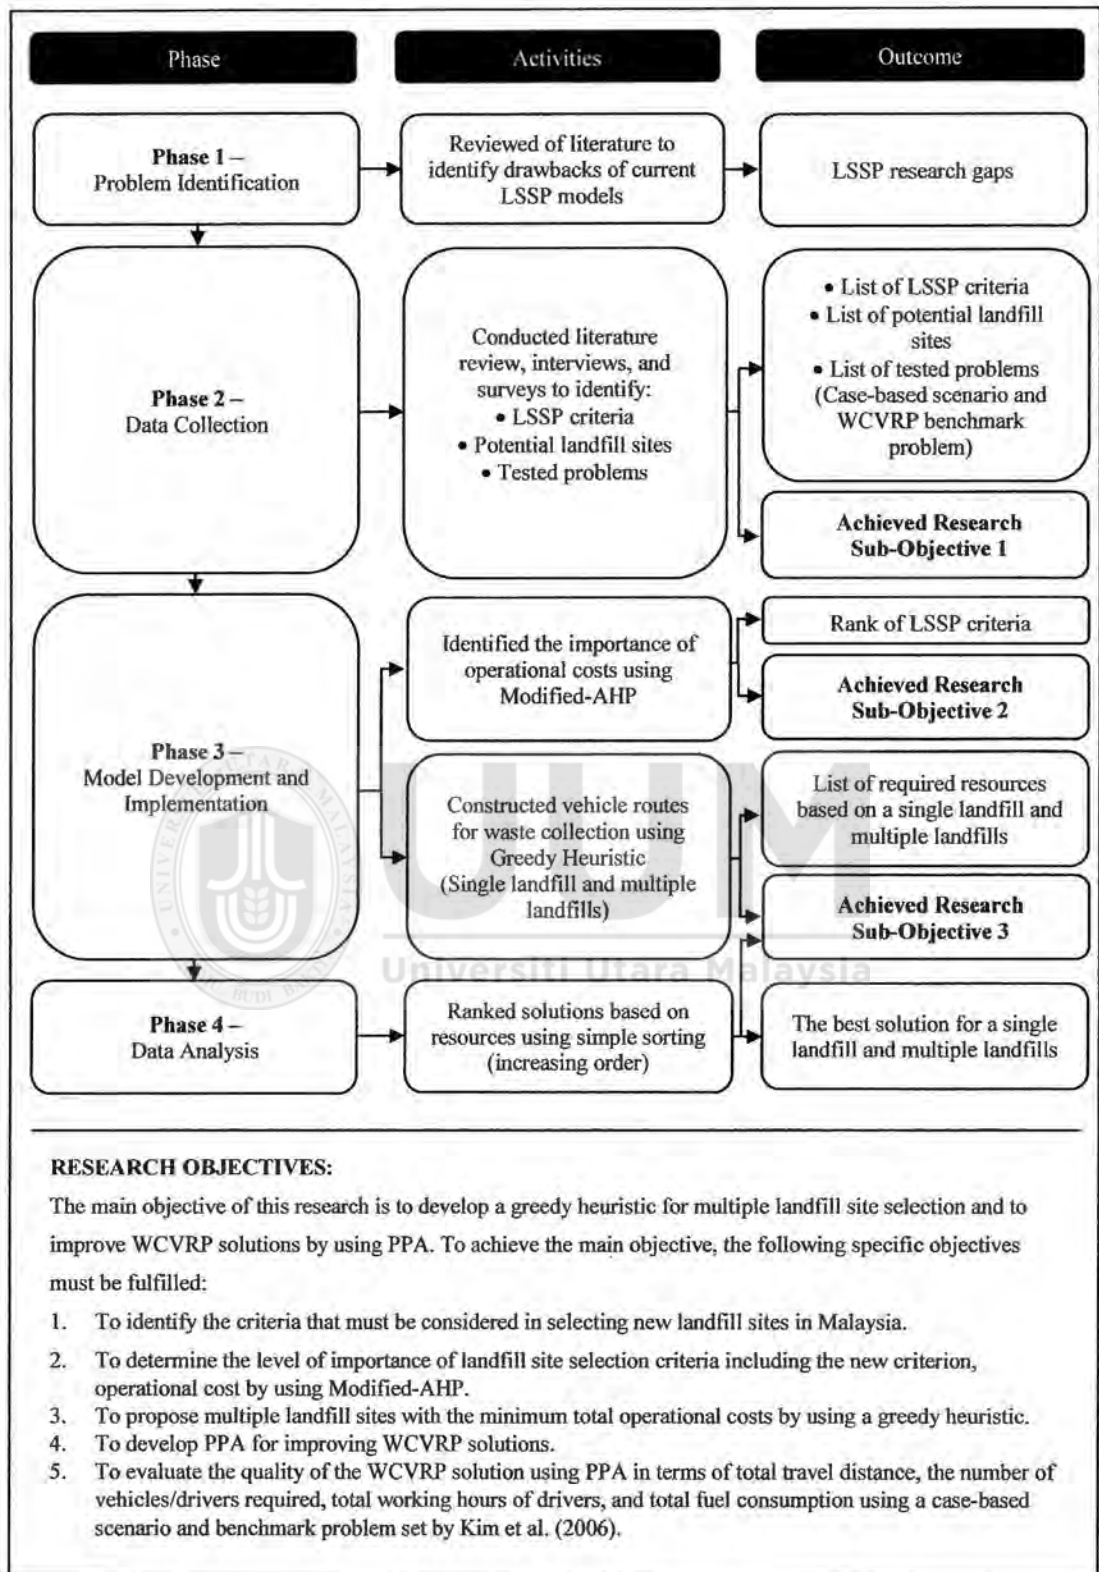 Phase
Activities
Outcome
Phase 1 –
Problem Identification
Reviewed of literature to
identify drawbacks of current
LSSP models
LSSP research gaps
Phase 2 –
Data Collection
Conducted literature
review, interviews, and
surveys to identify:
• LSSP criteria
• Potential landfill sites
• Tested problems
• List of LSSP criteria
• List of potential landfill
sites
• List of tested problems
(Case-based scenario and
WCVRP benchmark
problem)
Achieved Research
Sub-Objective 1
Phase 3 –
Model Development and
Implementation
Identified the importance of
operational costs using
Modified-AHP
Rank of LSSP criteria
Achieved Research
Sub-Objective 2
Constructed vehicle routes
for waste collection using
Greedy Heuristic
(Single landfill and multiple
landfills)
List of required resources
based on a single landfill and
multiple landfills
Achieved Research
Sub-Objective 3
UUM
Universiti Utara Malaysia
Phase 4 –
Data Analysis
Ranked solutions based on
resources using simple sorting
(increasing order)
The best solution for a single
landfill and multiple landfills
RESEARCH OBJECTIVES:
The main objective of this research is to develop a greedy heuristic for multiple landfill site selection and to
improve WCVRP solutions by using PPA. To achieve the main objective, the following specific objectives
must be fulfilled:
1. To identify the criteria that must be considered in selecting new landfill sites in Malaysia.
2. To determine the level of importance of landfill site selection criteria including the new criterion,
operational cost by using Modified-AHP.
3. To propose multiple landfill sites with the minimum total operational costs by using a greedy heuristic.
4. To develop PPA for improving WCVRP solutions.
5. To evaluate the quality of the WCVRP solution using PPA in terms of total travel distance, the number of
vehicles/drivers required, total working hours of drivers, and total fuel consumption using a case-based
scenario and benchmark problem set by Kim et al. (2006).